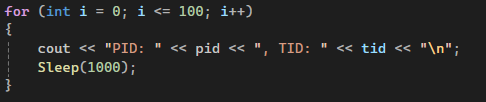 for (int i = 0; i <= 100; i++)
{
    cout << "PID: " << pid << ", TID: " << tid << "\n";
    Sleep(1000);
}